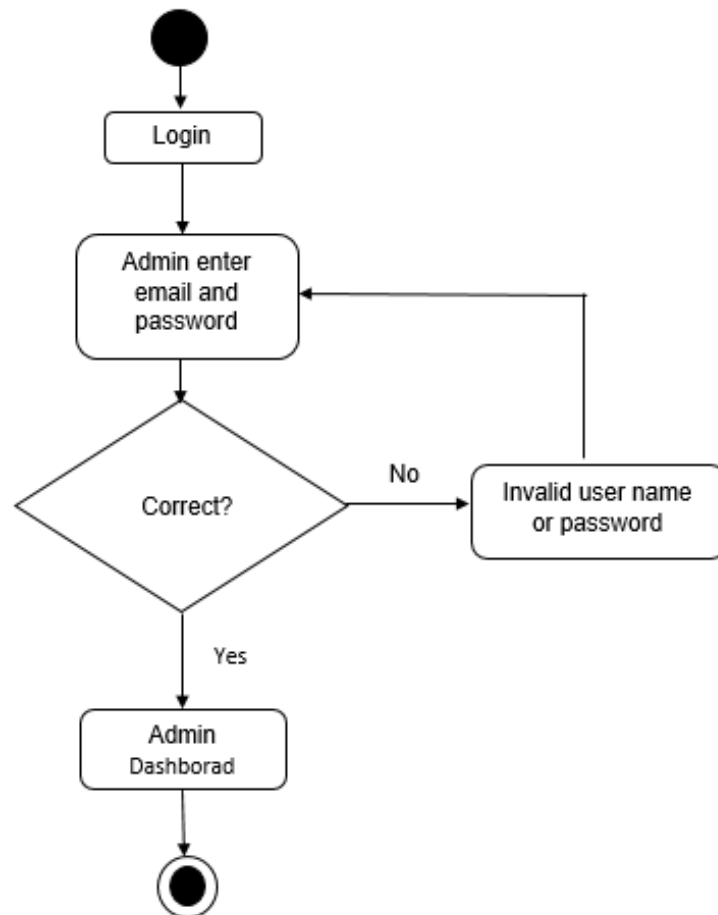 Login
Admin enter
email and
password
Correct?
No
Invalid user name
or password
Yes
Admin
Dashborad